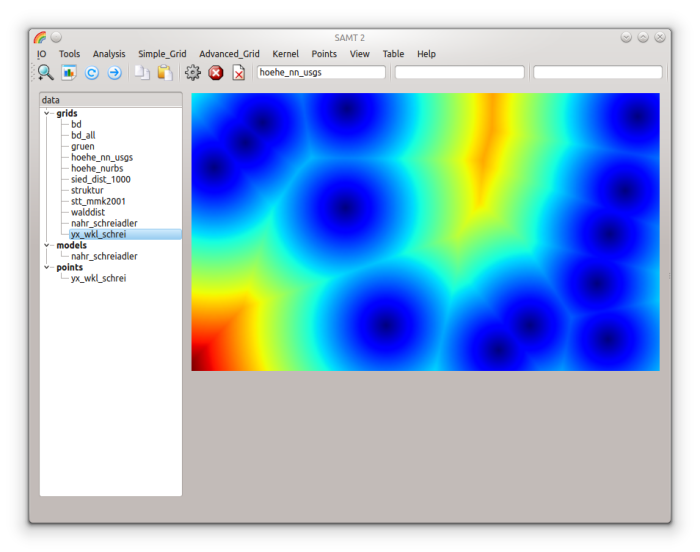 SAMT 2
IO Tools Analysis Simple_Grid Advanced_Grid Kernel Points View Table Help
hoehe_nn_usgs
data
grids
bd
bd_all
gruen
hoehe_nn_usgs
hoehe_nurbs
sied_dist_1000
struktur
stt_mmk2001
walddist
nahr_schreiadler
yx_wkl_schrei
models
nahr_schreiadler
points
yx_wkl_schrei